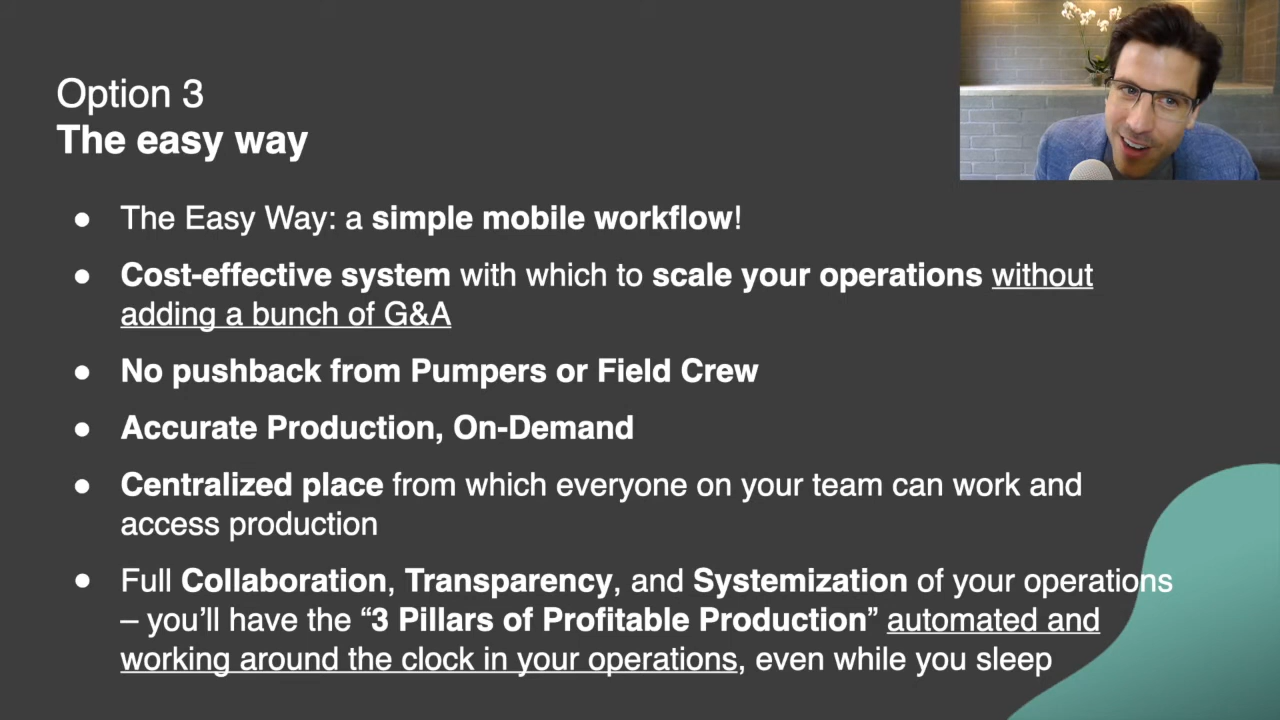 Option 3
The easy way
● The Easy Way: a simple mobile workflow!
● Cost-effective system with which to scale your operations without
adding a bunch of G&A
● No pushback from Pumpers or Field Crew
● Accurate Production, On-Demand
● Centralized place from which everyone on your team can work and
access production
● Full Collaboration, Transparency, and Systemization of your operations
– you’ll have the “3 Pillars of Profitable Production” automated and
working around the clock in your operations, even while you sleep